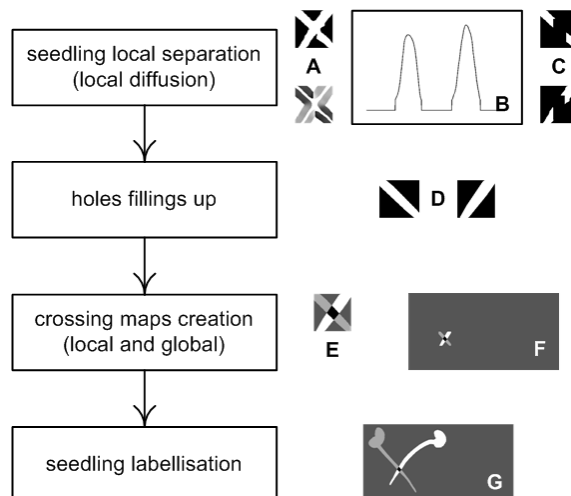 seedling local separation
(local diffusion)
A
B
C
holes fillings up
D
crossing maps creation
(local and global)
E
F
seedling labellisation
G